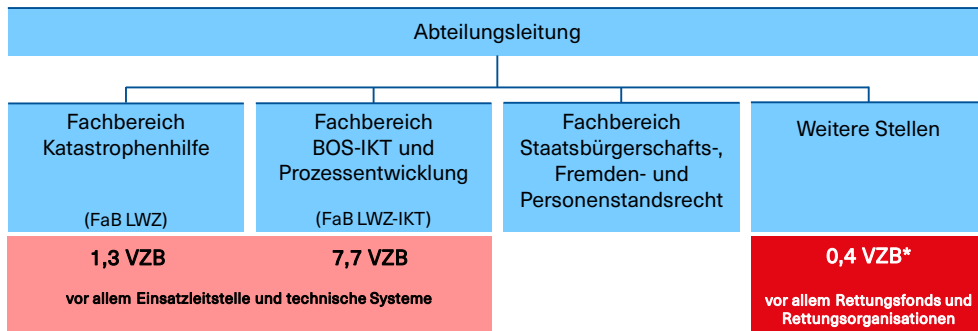 Abteilungsleitung
Fachbereich
Katastrophenhilfe
(FaB LWZ)
Fachbereich
BOS-IKT und
Prozessentwicklung
(FaB LWZ-IKT)
Fachbereich
Staatsbürgerschafts-,
Fremden- und
Personenstandsrecht
Weitere Stellen
1,3 VZB
7,7 VZB
vor allem Einsatzleitstelle und technische Systeme
0,4 VZB*
vor allem Rettungsfonds und
Rettungsorganisationen